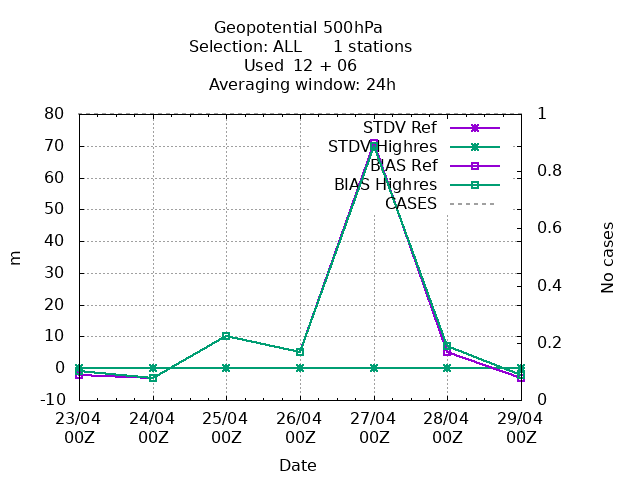 Geopotential 500hPa
Selection: ALL 1 stations
Used 12 + 06
Averaging window: 24h
80 1
STDV Ref
70
STDV Highres
BIAS Ref
0.8
60
BIAS Highres
50
CASES
0.6
40
m
No cases
30
0.4
20
10
0.2
0
-10 0
23/04 24/04 25/04 26/04 27/04 28/04 29/04
00Z 00Z 00Z 00Z 00Z 00Z 00Z
Date